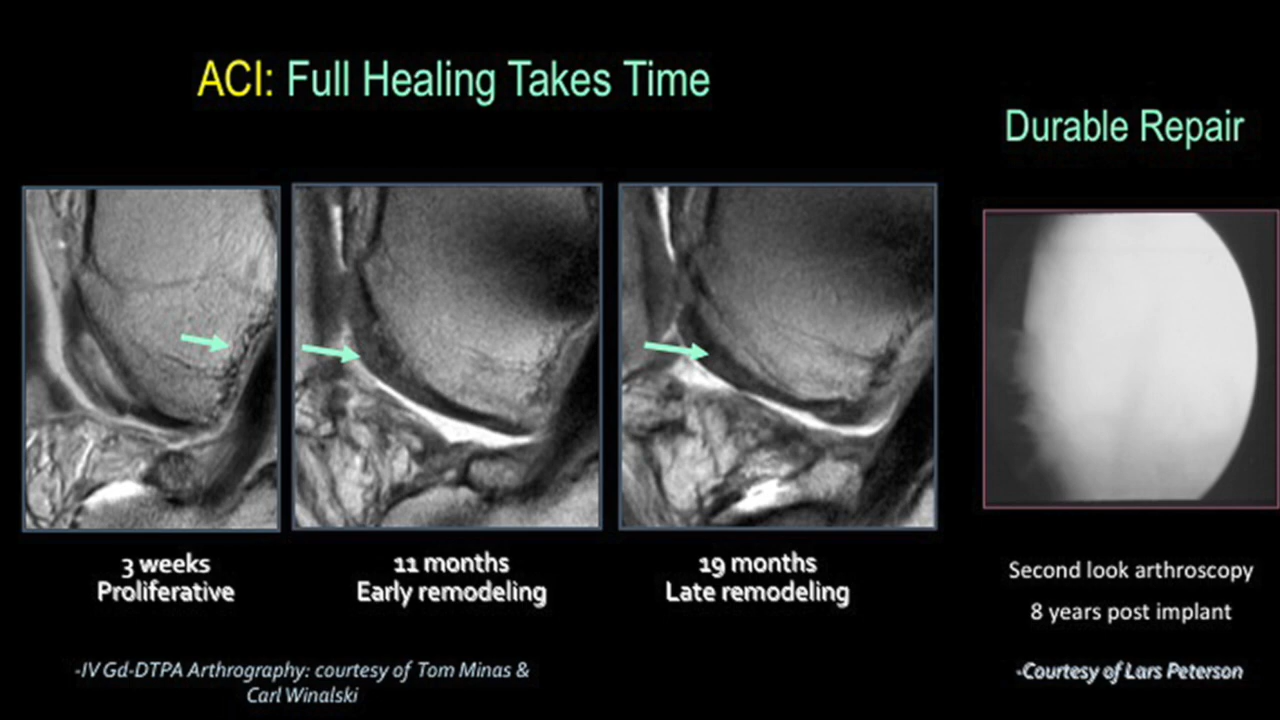 ACI: Full Healing Takes Time
Durable Repair
3 weeks
Proliferative
11 months
Early remodeling
19 months
Late remodeling
Second look arthroscopy
8 years post implant
-IV Gd-DTPA Arthrography: courtesy of Tom Minas &
Carl Winalski
-Courtesy of Lars Peterson